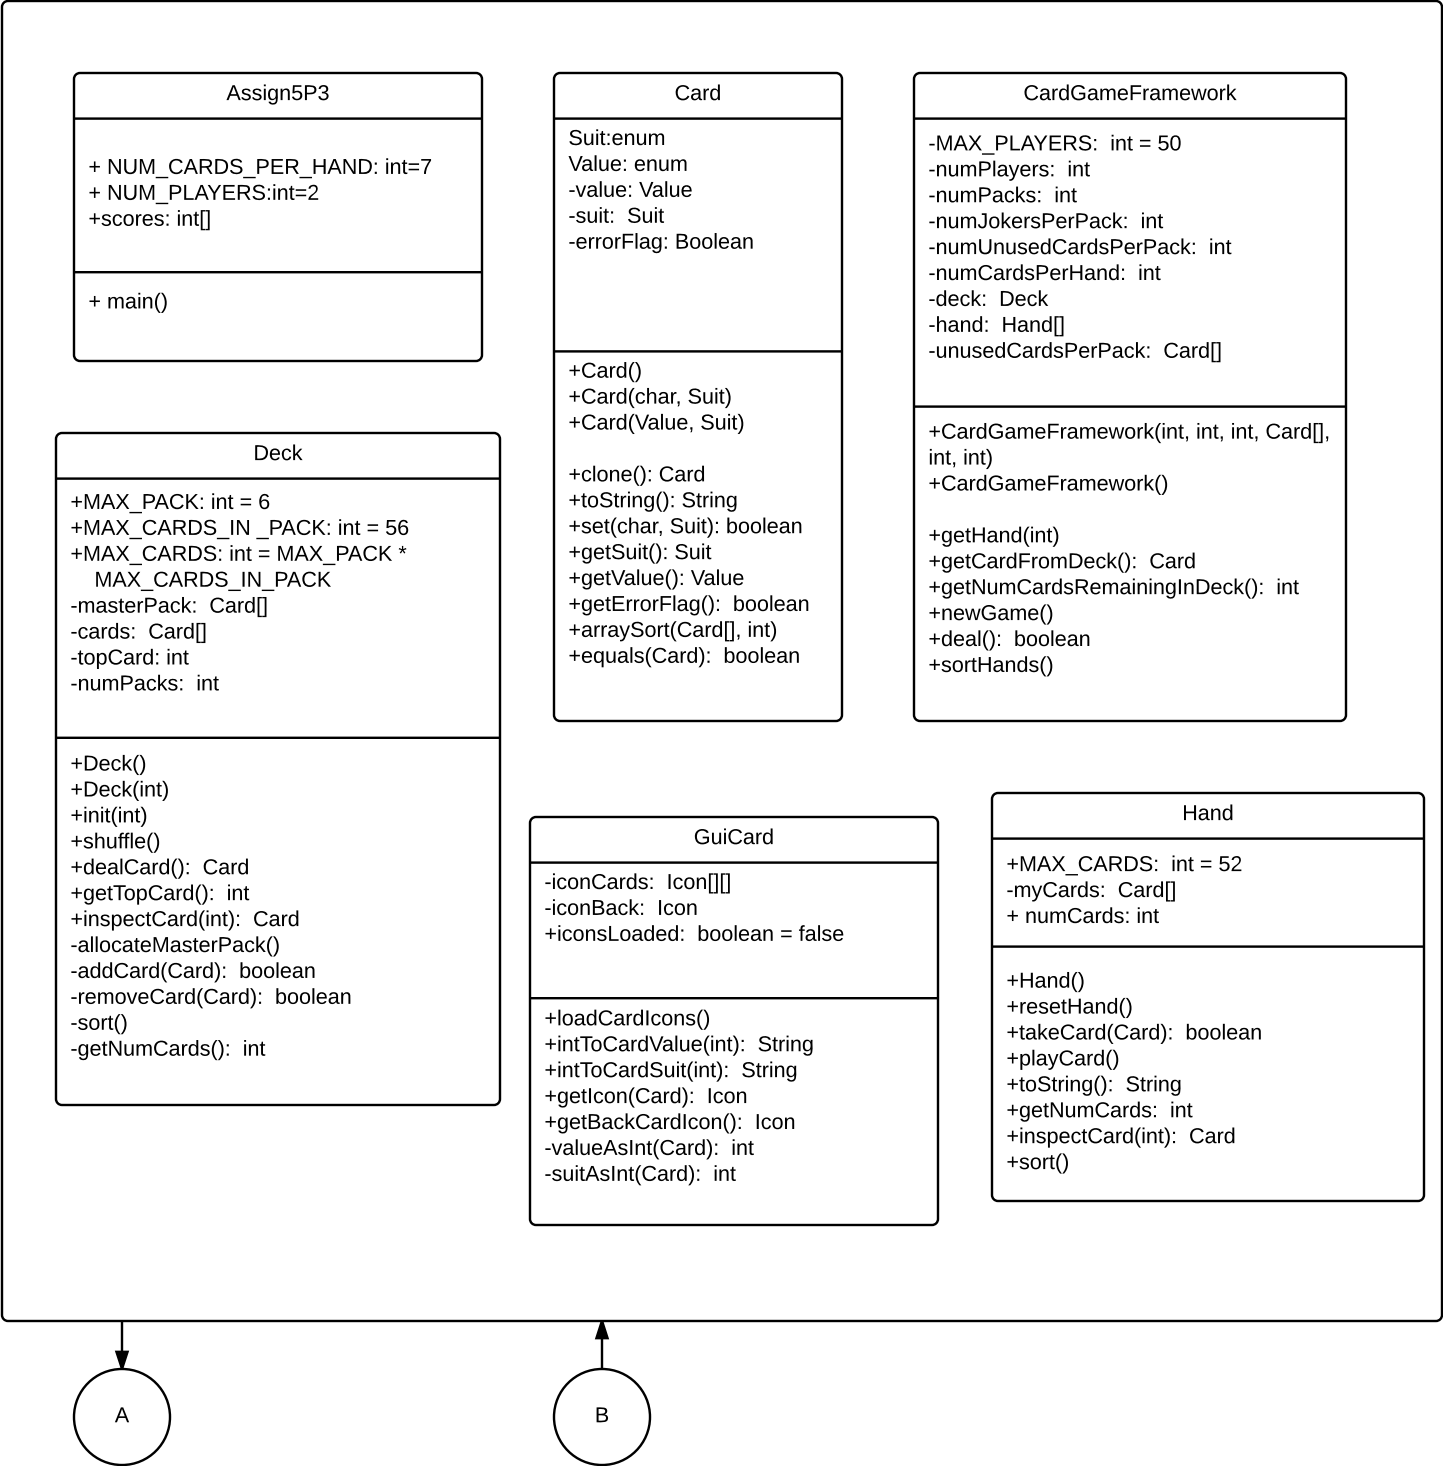 Assign5P3
+ NUM_CARDS_PER_HAND: int=7
+ NUM_PLAYERS:int=2
+scores: int[]
+ main()
Card
Suit:enum
Value: enum
-value: Value
-suit:  Suit
-errorFlag: Boolean
+Card()
+Card(char, Suit)
+Card(Value, Suit)
+clone(): Card
+toString(): String
+set(char, Suit): boolean
+getSuit(): Suit
+getValue(): Value
+getErrorFlag():  boolean
+arraySort(Card[], int)
+equals(Card):  boolean
CardGameFramework
-MAX_PLAYERS:  int = 50
-numPlayers:  int
-numPacks:  int
-numJokersPerPack:  int
-numUnusedCardsPerPack:  int
-numCardsPerHand:  int
-deck:  Deck
-hand:  Hand[]
-unusedCardsPerPack:  Card[]
+CardGameFramework(int, int, int, Card[],
int, int)
+CardGameFramework()
+getHand(int)
+getCardFromDeck():  Card
+getNumCardsRemainingInDeck():  int
+newGame()
+deal():  boolean
+sortHands()
Deck
+MAX_PACK: int = 6
+MAX_CARDS_IN _PACK: int = 56
+MAX_CARDS: int = MAX_PACK *
MAX_CARDS_IN_PACK
-masterPack:  Card[]
-cards:  Card[]
-topCard: int
-numPacks:  int
+Deck()
+Deck(int)
+init(int)
+shuffle()
+dealCard():  Card
+getTopCard():  int
+inspectCard(int):  Card
-allocateMasterPack()
-addCard(Card):  boolean
-removeCard(Card):  boolean
-sort()
-getNumCards():  int
GuiCard
-iconCards:  Icon[][]
-iconBack:  Icon
+iconsLoaded:  boolean = false
+loadCardIcons()
+intToCardValue(int):  String
+intToCardSuit(int):  String
+getIcon(Card):  Icon
+getBackCardIcon():  Icon
-valueAsInt(Card):  int
-suitAsInt(Card):  int
Hand
+MAX_CARDS:  int = 52
-myCards:  Card[]
+ numCards: int
+Hand()
+resetHand()
+takeCard(Card):  boolean
+playCard()
+toString():  String
+getNumCards:  int
+inspectCard(int):  Card
+sort()
A
B